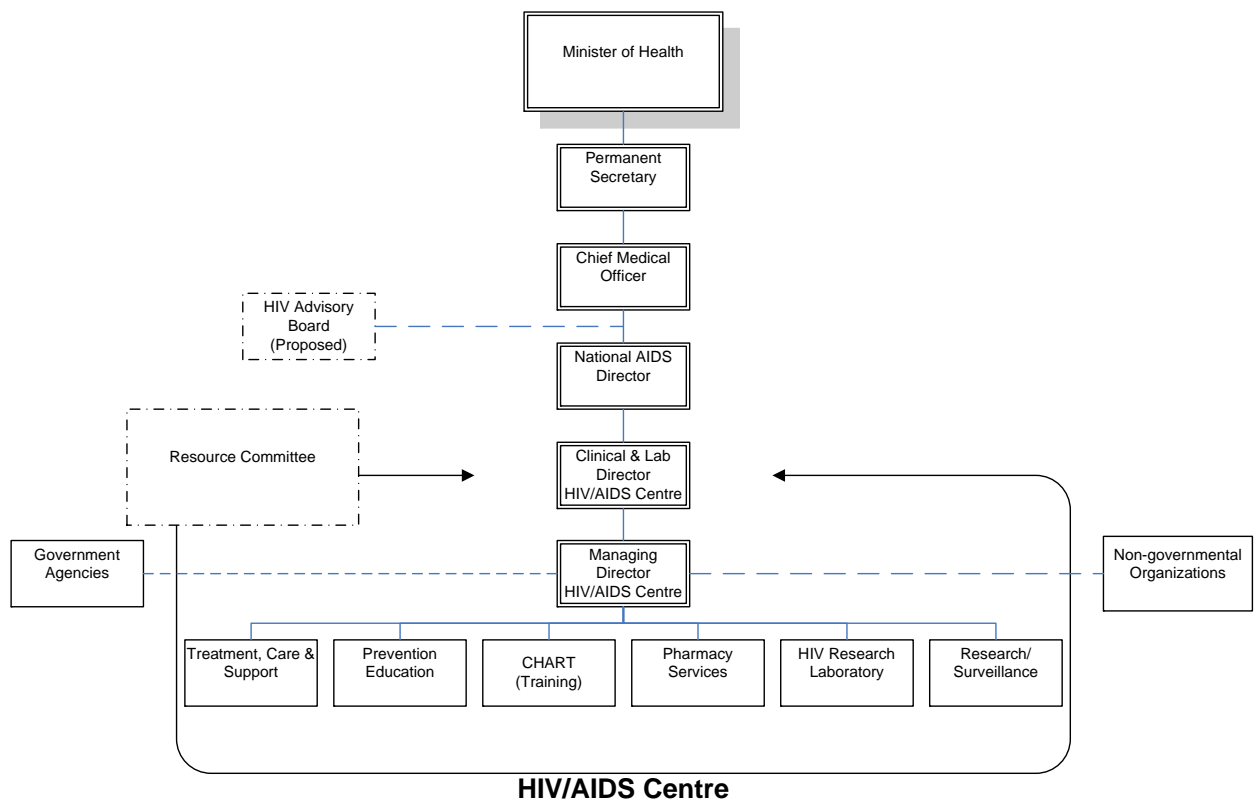 Minister of Health
Permanent
Secretary
Chief Medical
Officer
HIV Advisory
Board
(Proposed)
National AIDS
Director
Resource Committee
Clinical & Lab
Director
HIV/AIDS Centre
Government
Agencies
Managing
Director
HIV/AIDS Centre
Non-governmental
Organizations
Treatment, Care &
Support
Prevention
Education
CHART
(Training)
Pharmacy
Services
HIV Research
Laboratory
Research/
Surveillance
HIV/AIDS Centre